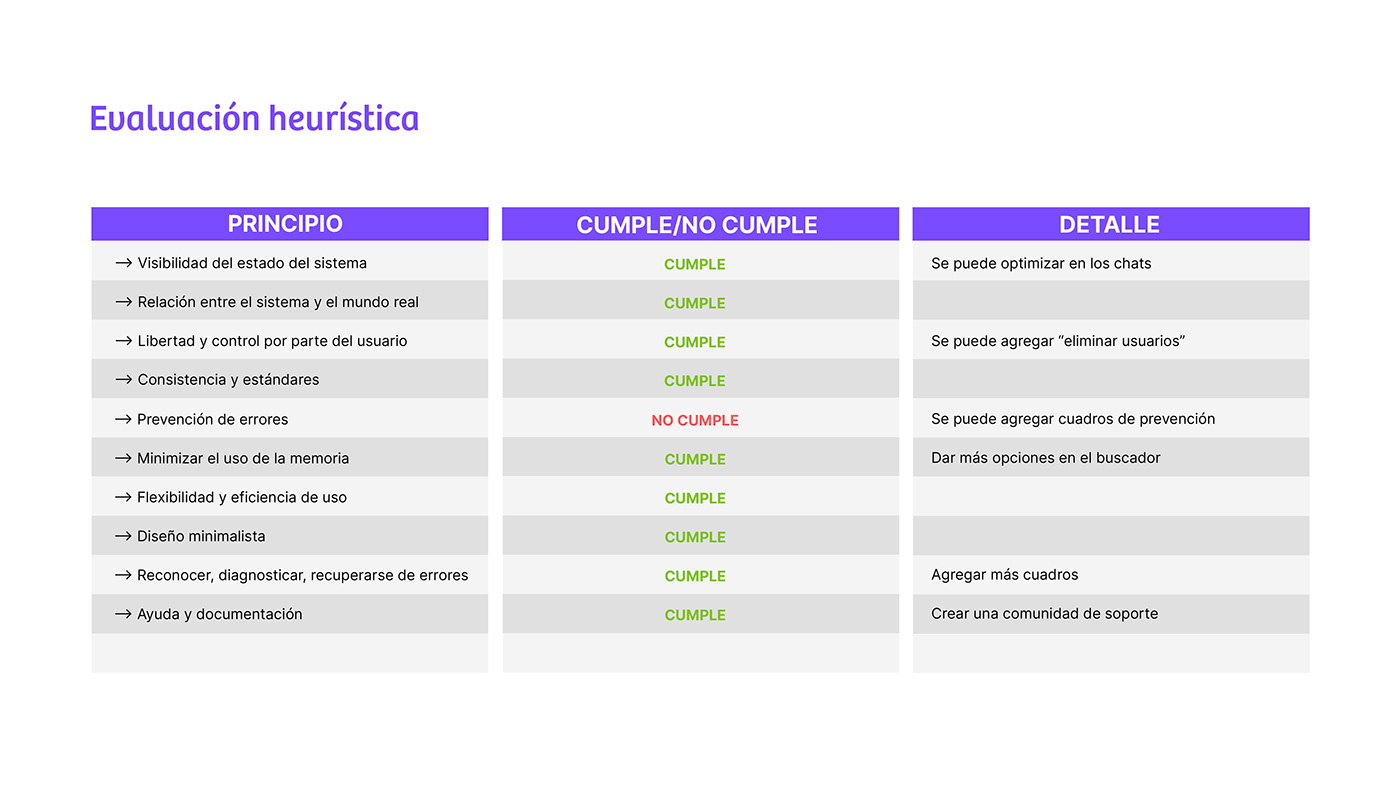 Evaluación heurística
PRINCIPIO CUMPLE/NO CUMPLE DETALLE
→ Visibilidad del estado del sistema CUMPLE Se puede optimizar en los chats
→ Relación entre el sistema y el mundo real CUMPLE
→ Libertad y control por parte del usuario CUMPLE Se puede agregar “eliminar usuarios”
→ Consistencia y estándares CUMPLE
→ Prevención de errores NO CUMPLE Se puede agregar cuadros de prevención
→ Minimizar el uso de la memoria CUMPLE Dar más opciones en el buscador
→ Flexibilidad y eficiencia de uso CUMPLE
→ Diseño minimalista CUMPLE
→ Reconocer, diagnosticar, recuperarse de errores CUMPLE Agregar más cuadros
→ Ayuda y documentación CUMPLE Crear una comunidad de soporte